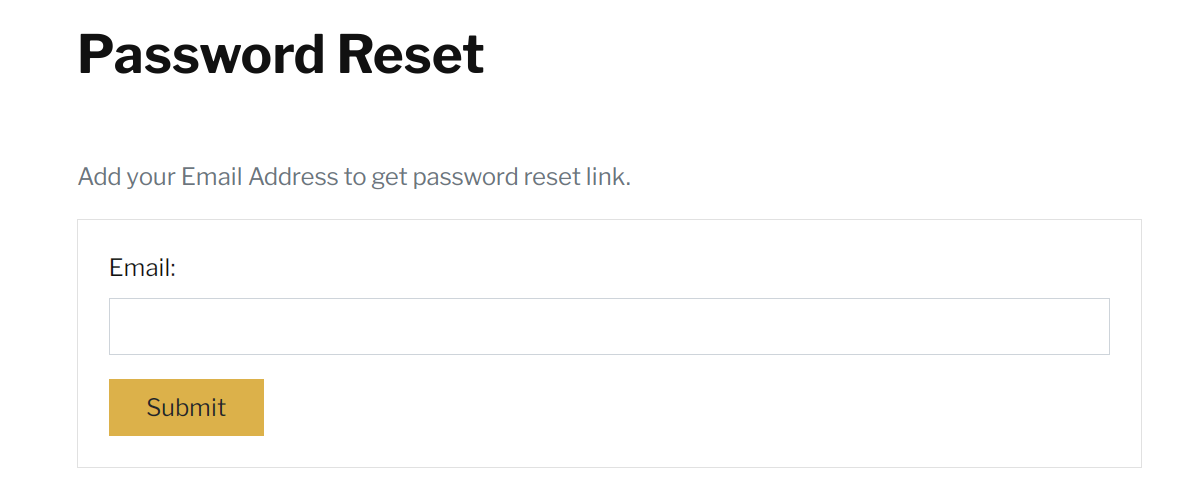 Password Reset
Add your Email Address to get password reset link.
Email:
Submit